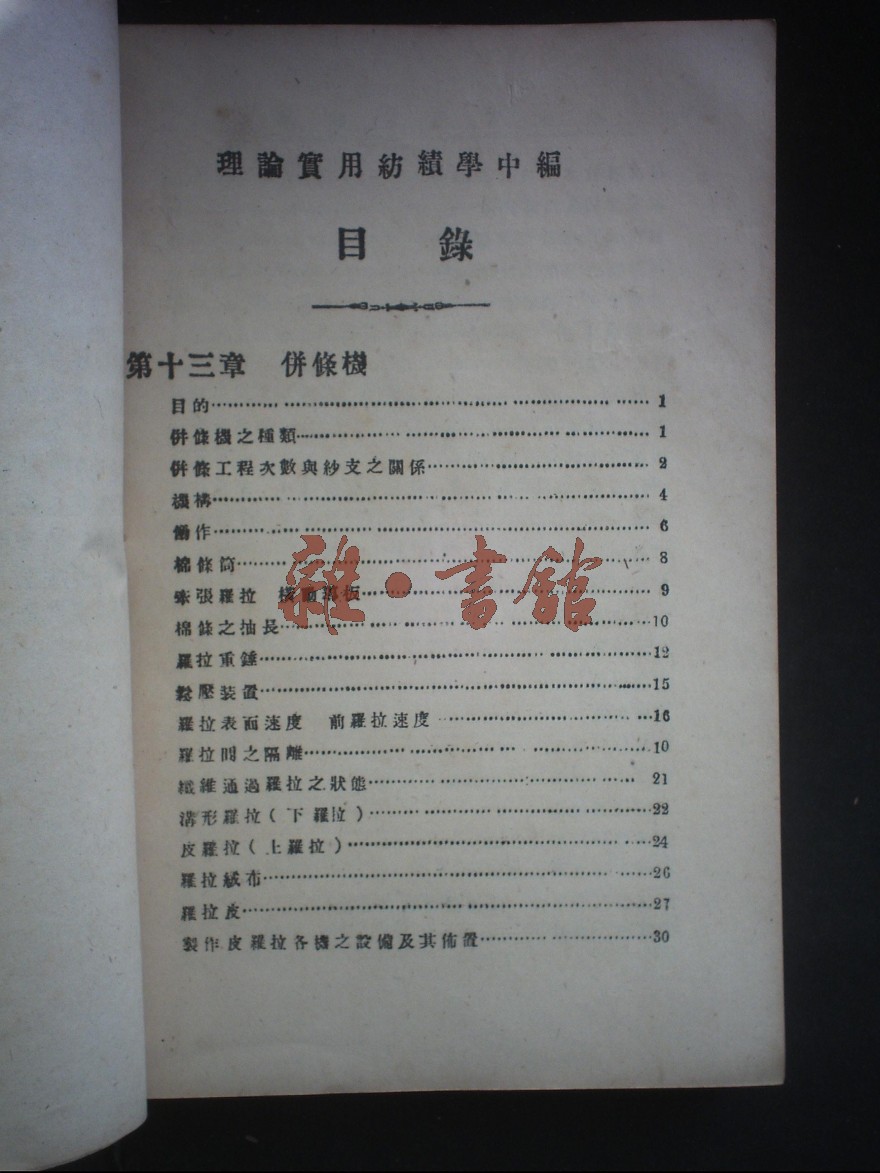 理論實用紡績學中編
目錄
第十三章 併條機
目的 1
併條機之種類 1
併條工程次數與紗支之關係 2
機構 4
働作 6
棉條筒 8
牽張羅拉 板 9
棉條之抽長 10
羅拉重錘 12
鬆壓装置 15
羅拉表面速度 前羅拉速度 16
羅拉間之隔離 10
纖維通過羅拉之狀態 21
溝形羅拉(下羅拉) 22
皮羅拉(上羅拉) 24
羅拉絨布 26
羅拉皮 27
製作皮羅拉各機之設備及其佈置 30
雜·書舘